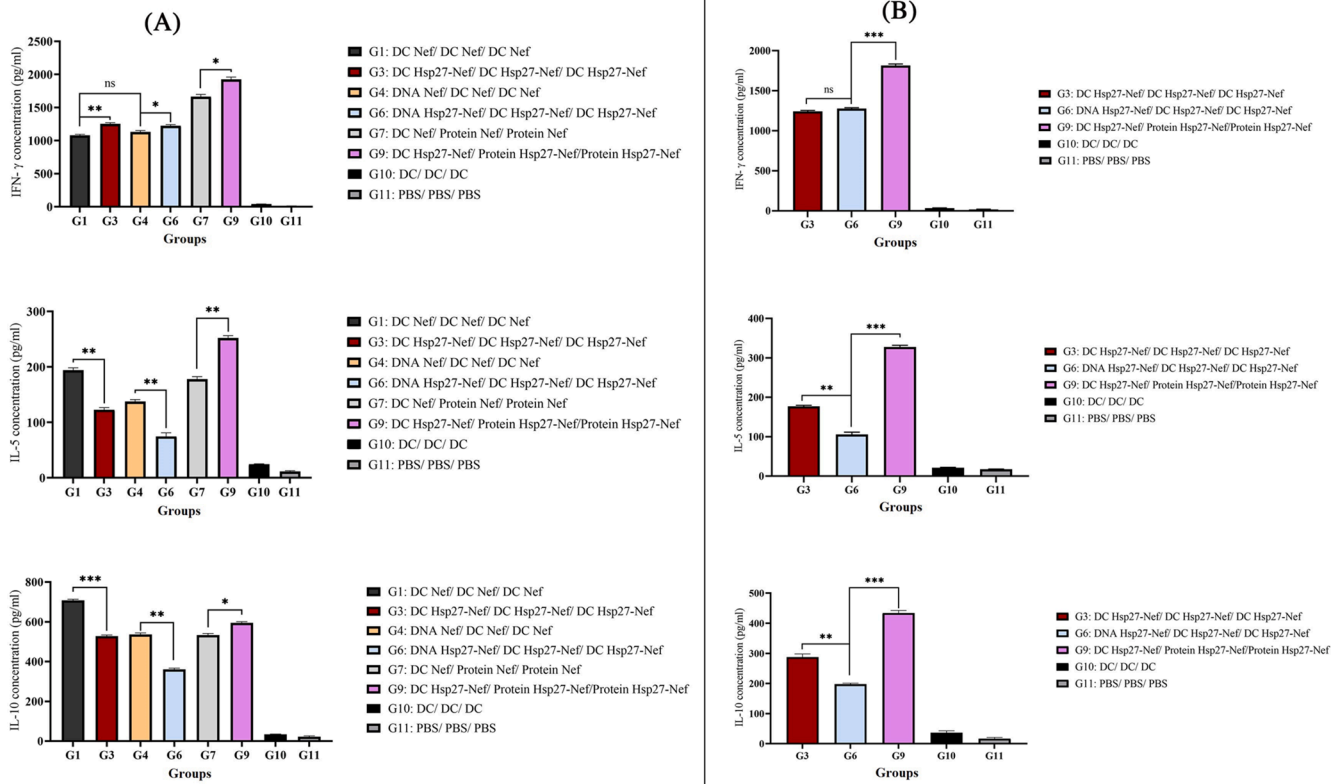 (A)
IFN- γ concentration (pg/ml)
2500
2000
1500
1000
500
0
ns
**
*
*
G1 G3 G4 G6 G7 G9 G10 G11
Groups
G1: DC Nef/ DC Nef/ DC Nef
G3: DC Hsp27-Nef/ DC Hsp27-Nef/ DC Hsp27-Nef
G4: DNA Nef/ DC Nef/ DC Nef
G6: DNA Hsp27-Nef/ DC Hsp27-Nef/ DC Hsp27-Nef
G7: DC Nef/ Protein Nef/ Protein Nef
G9: DC Hsp27-Nef/ Protein Hsp27-Nef/Protein Hsp27-Nef
G10: DC/ DC/ DC
G11: PBS/ PBS/ PBS
IL-5 concentration (pg/ml)
300
200
100
0
**
**
**
G1 G3 G4 G6 G7 G9 G10 G11
Groups
G1: DC Nef/ DC Nef/ DC Nef
G3: DC Hsp27-Nef/ DC Hsp27-Nef/ DC Hsp27-Nef
G4: DNA Nef/ DC Nef/ DC Nef
G6: DNA Hsp27-Nef/ DC Hsp27-Nef/ DC Hsp27-Nef
G7: DC Nef/ Protein Nef/ Protein Nef
G9: DC Hsp27-Nef/ Protein Hsp27-Nef/Protein Hsp27-Nef
G10: DC/ DC/ DC
G11: PBS/ PBS/ PBS
IL-10 concentration (pg/ml)
800
600
400
200
0
***
**
*
G1 G3 G4 G6 G7 G9 G10 G11
Groups
G1: DC Nef/ DC Nef/ DC Nef
G3: DC Hsp27-Nef/ DC Hsp27-Nef/ DC Hsp27-Nef
G4: DNA Nef/ DC Nef/ DC Nef
G6: DNA Hsp27-Nef/ DC Hsp27-Nef/ DC Hsp27-Nef
G7: DC Nef/ Protein Nef/ Protein Nef
G9: DC Hsp27-Nef/ Protein Hsp27-Nef/Protein Hsp27-Nef
G10: DC/ DC/ DC
G11: PBS/ PBS/ PBS
(B)
IFN- γ concentration (pg/ml)
2000
1500
1000
500
0
ns
***
G3 G6 G9 G10 G11
Groups
G3: DC Hsp27-Nef/ DC Hsp27-Nef/ DC Hsp27-Nef
G6: DNA Hsp27-Nef/ DC Hsp27-Nef/ DC Hsp27-Nef
G9: DC Hsp27-Nef/ Protein Hsp27-Nef/Protein Hsp27-Nef
G10: DC/ DC/ DC
G11: PBS/ PBS/ PBS
IL-5 concentration (pg/ml)
400
300
200
100
0
**
***
G3 G6 G9 G10 G11
Groups
G3: DC Hsp27-Nef/ DC Hsp27-Nef/ DC Hsp27-Nef
G6: DNA Hsp27-Nef/ DC Hsp27-Nef/ DC Hsp27-Nef
G9: DC Hsp27-Nef/ Protein Hsp27-Nef/Protein Hsp27-Nef
G10: DC/ DC/ DC
G11: PBS/ PBS/ PBS
IL-10 concentration (pg/ml)
500
400
300
200
100
0
**
***
G3 G6 G9 G10 G11
Groups
G3: DC Hsp27-Nef/ DC Hsp27-Nef/ DC Hsp27-Nef
G6: DNA Hsp27-Nef/ DC Hsp27-Nef/ DC Hsp27-Nef
G9: DC Hsp27-Nef/ Protein Hsp27-Nef/Protein Hsp27-Nef
G10: DC/ DC/ DC
G11: PBS/ PBS/ PBS